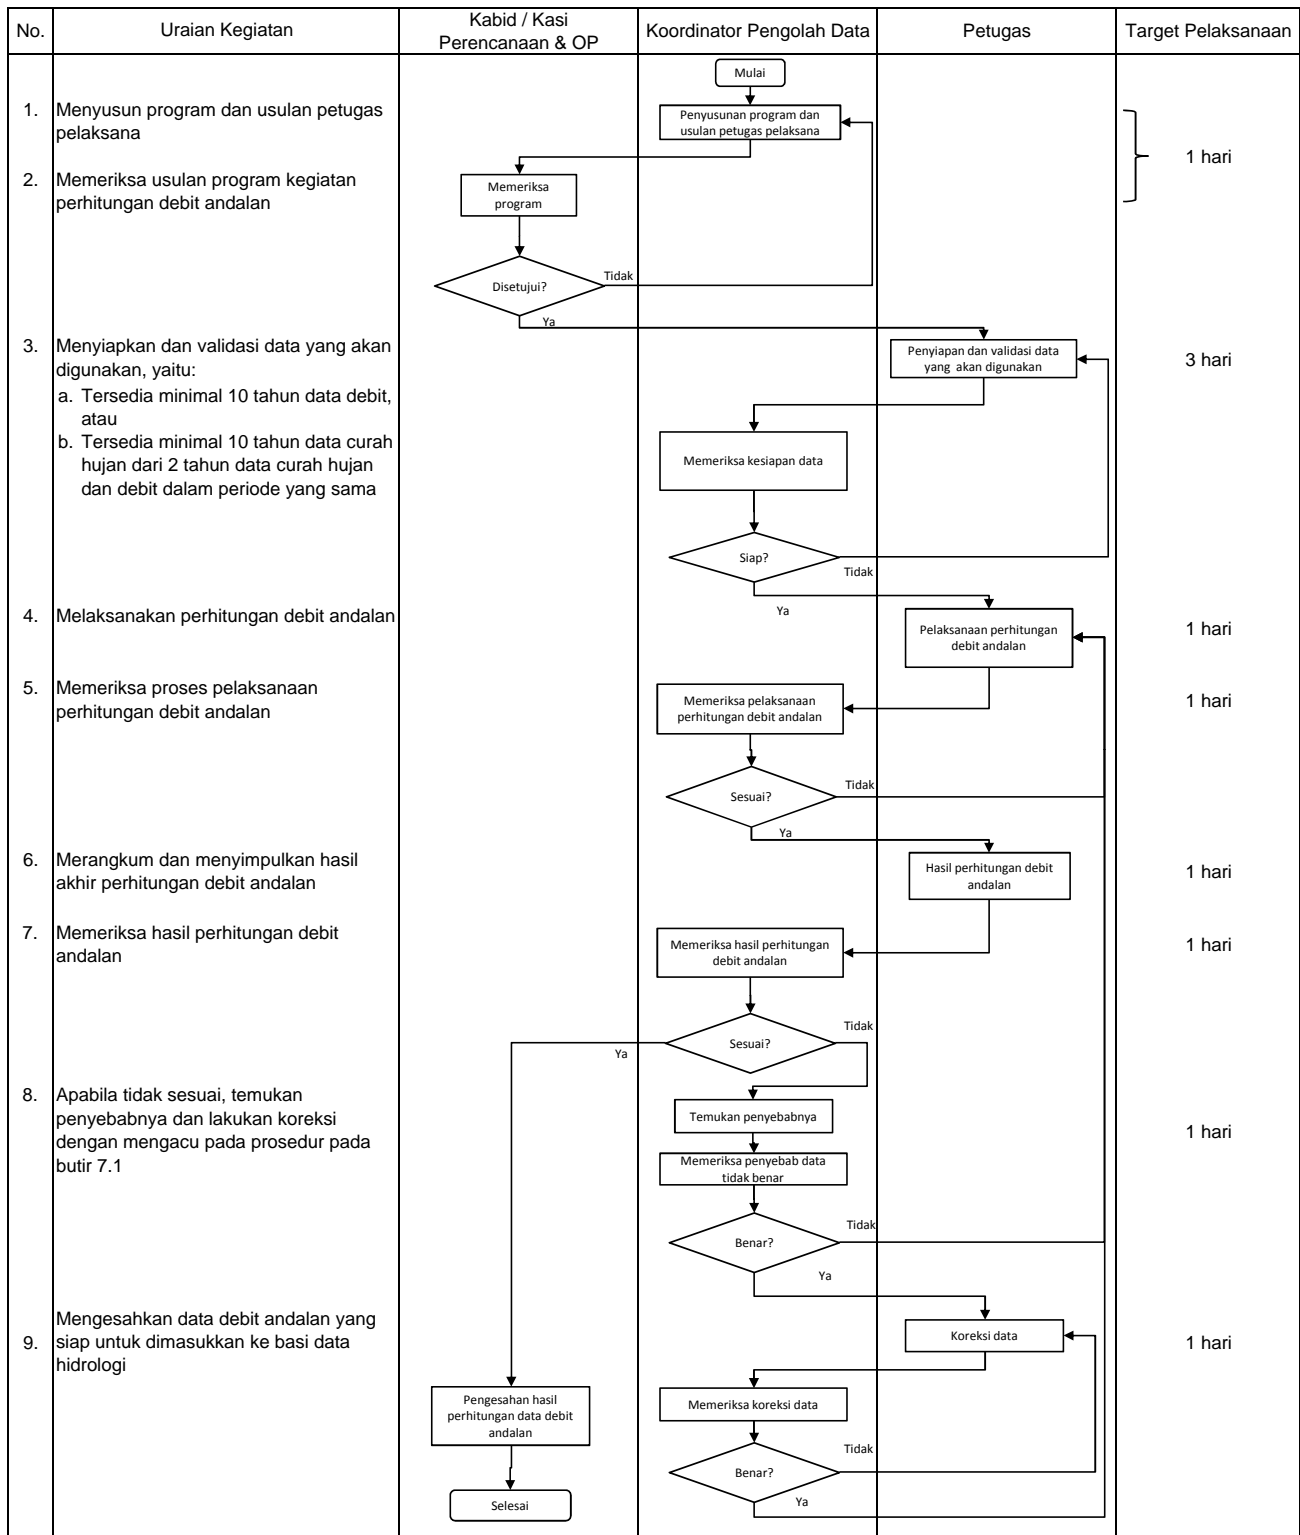 No.
Uraian Kegiatan
Kabid / Kasi
Perencanaan & OP
Koordinator Pengolah Data
Petugas
Target Pelaksanaan
Mulai
1.
Menyusun program dan usulan petugas
pelaksana
Penyusunan program dan
usulan petugas pelaksana
1 hari
2.
Memeriksa usulan program kegiatan
perhitungan debit andalan
Memeriksa
program
Disetujui?
Tidak
Ya
3.
Menyiapkan dan validasi data yang akan
digunakan, yaitu:
a. Tersedia minimal 10 tahun data debit,
atau
b. Tersedia minimal 10 tahun data curah
hujan dari 2 tahun data curah hujan
dan debit dalam periode yang sama
Penyiapan dan validasi data
yang akan digunakan
3 hari
Memeriksa kesiapan data
Siap?
Tidak
Ya
4.
Melaksanakan perhitungan debit andalan
Pelaksanaan perhitungan
debit andalan
1 hari
5.
Memeriksa proses pelaksanaan
perhitungan debit andalan
Memeriksa pelaksanaan
perhitungan debit andalan
1 hari
Sesuai?
Tidak
Ya
6.
Merangkum dan menyimpulkan hasil
akhir perhitungan debit andalan
Hasil perhitungan debit
andalan
1 hari
7.
Memeriksa hasil perhitungan debit
andalan
Memeriksa hasil perhitungan
debit andalan
1 hari
Sesuai?
Tidak
Ya
8.
Apabila tidak sesuai, temukan
penyebabnya dan lakukan koreksi
dengan mengacu pada prosedur pada
butir 7.1
Temukan penyebabnya
1 hari
Memeriksa penyebab data
tidak benar
Benar?
Tidak
Ya
9.
Mengesahkan data debit andalan yang
siap untuk dimasukkan ke basi data
hidrologi
Koreksi data
1 hari
Pengesahan hasil
perhitungan data debit
andalan
Memeriksa koreksi data
Benar?
Tidak
Ya
Selesai